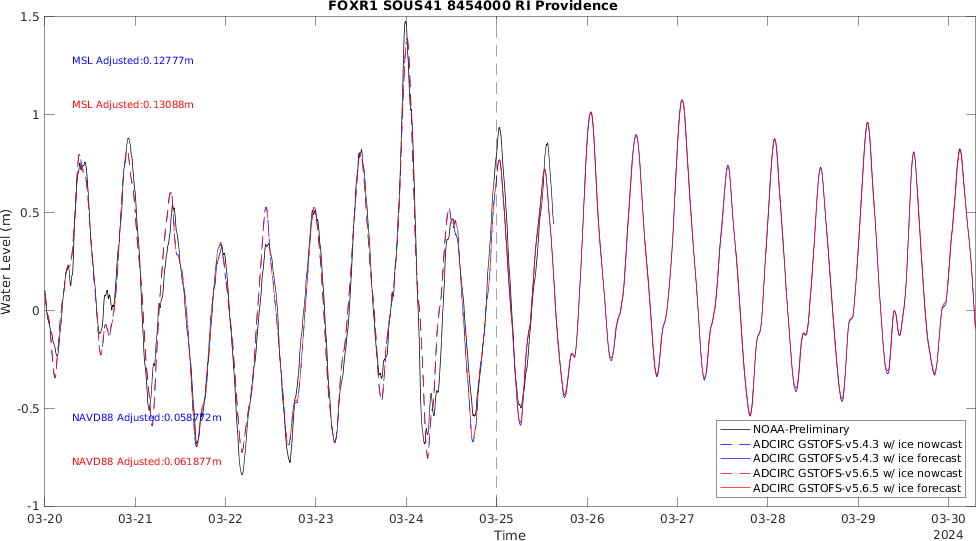 FOXR1 SOUS41 8454000 RI Providence
1.5
1
0.5
0
-0.5
-1
Water Level (m)
MSL Adjusted:0.12777m
MSL Adjusted:0.13088m
NAVD88 Adjusted:0.058772m
NAVD88 Adjusted:0.061877m
NOAA-Preliminary
ADCIRC GSTOFS-v5.4.3 w/ ice nowcast
ADCIRC GSTOFS-v5.4.3 w/ ice forecast
ADCIRC GSTOFS-v5.6.5 w/ ice nowcast
ADCIRC GSTOFS-v5.6.5 w/ ice forecast
03-20 03-21 03-22 03-23 03-24 03-25 03-26 03-27 03-28 03-29 03-30
Time
2024